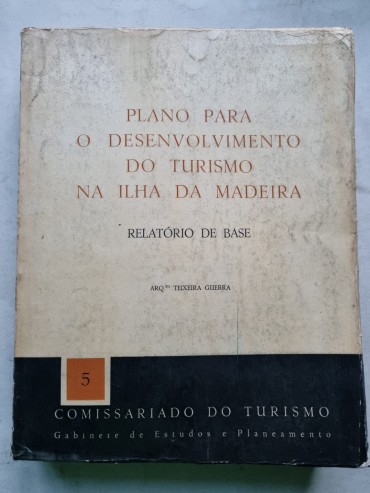 PLANO PARA
O DESENVOLVIMENTO
DO TURISMO
NA ILHA DA MADEIRA
RELATÓRIO DE BASE
ARQ.ᵗᵒ TEIXEIRA GUERRA
5
COMISSARIADO DO TURISMO
Gabinete de Estudos e Planeamento